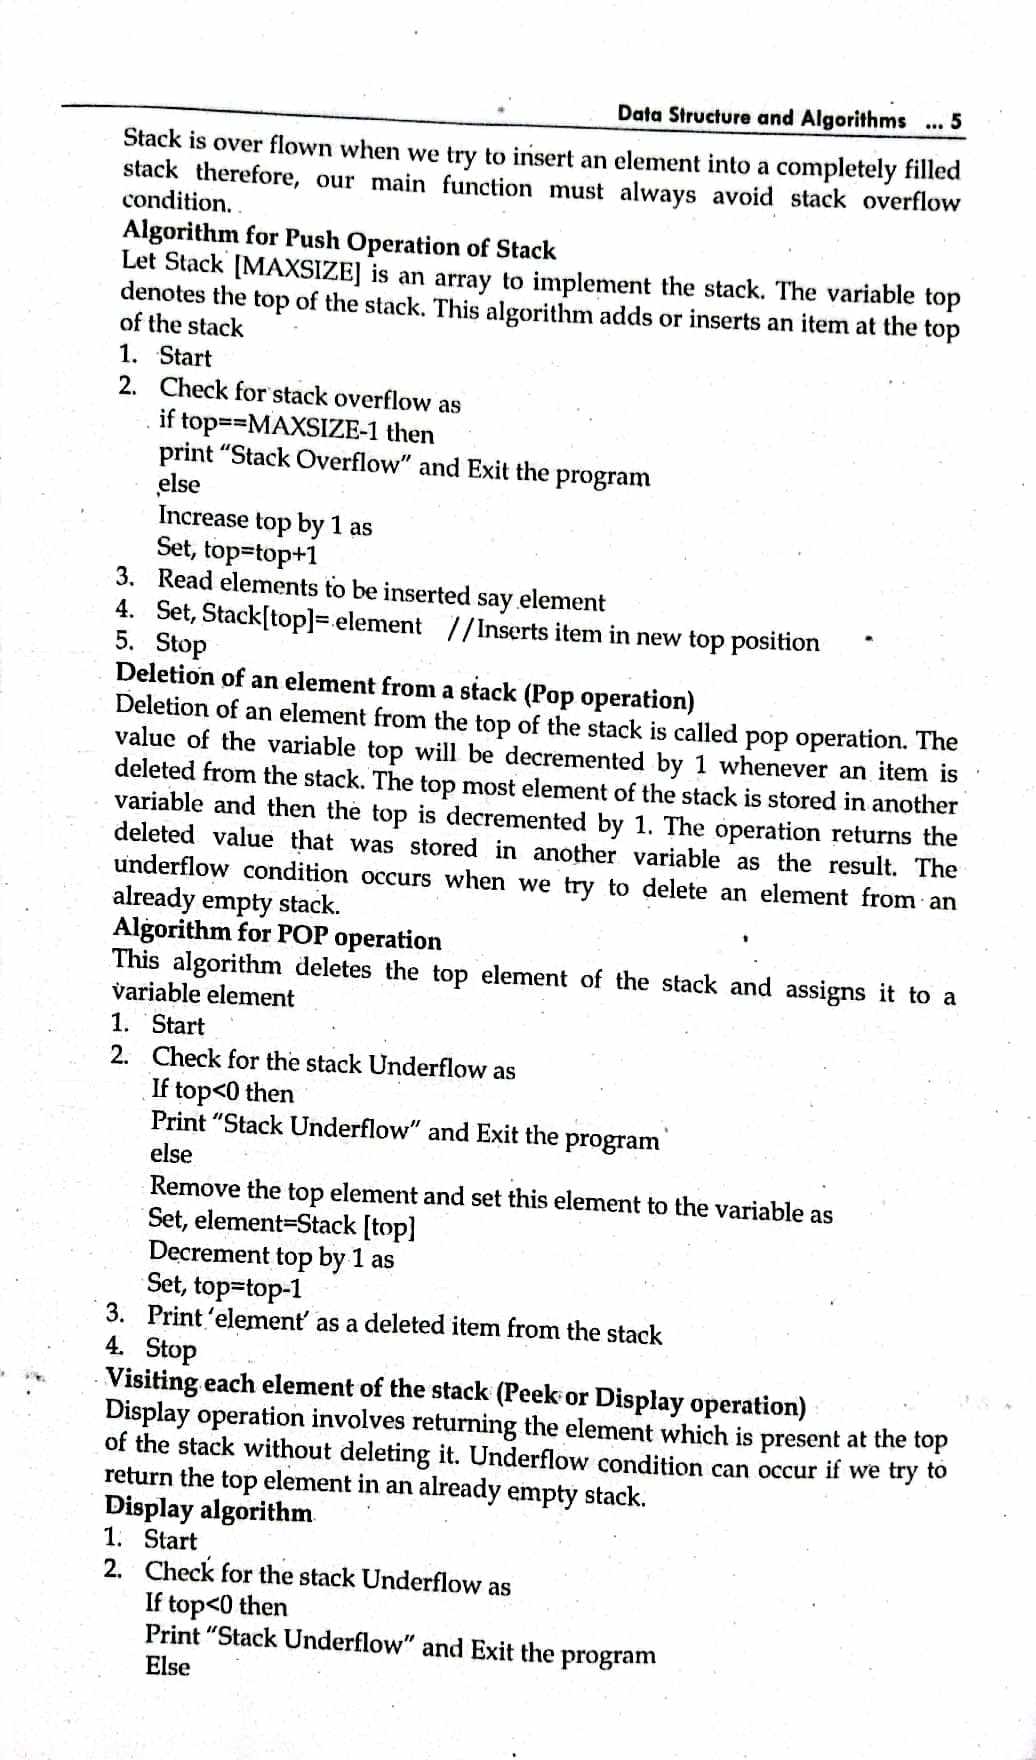 Data Structure and Algorithms ... 5
Stack is over flown when we try to insert an element into a completely filled
stack therefore, our main function must always avoid stack overflow
condition.
Algorithm for Push Operation of Stack
Let Stack [MAXSIZE] is an array to implement the stack. The variable top
denotes the top of the stack. This algorithm adds or inserts an item at the top
of the stack
1. Start
2. Check for stack overflow as
if top==MAXSIZE-1 then
print "Stack Overflow" and Exit the program
else
Increase top by 1 as
Set, top=top+1
3. Read elements to be inserted say element
4. Set, Stack[top]= element //Inserts item in new top position
5. Stop
Deletion of an element from a stack (Pop operation)
Deletion of an element from the top of the stack is called pop operation. The
value of the variable top will be decremented by 1 whenever an item is
deleted from the stack. The top most element of the stack is stored in another
variable and then the top is decremented by 1. The operation returns the
deleted value that was stored in another variable as the result. The
underflow condition occurs when we try to delete an element from an
already empty stack.
Algorithm for POP operation
This algorithm deletes the top element of the stack and assigns it to a
variable element
1. Start
2. Check for the stack Underflow as
If top<0 then
Print "Stack Underflow" and Exit the program
else
Remove the top element and set this element to the variable as
Set, element=Stack [top]
Decrement top by 1 as
Set, top=top-1
3. Print 'element' as a deleted item from the stack
4. Stop
Visiting each element of the stack (Peek or Display operation)
Display operation involves returning the element which is present at the top
of the stack without deleting it. Underflow condition can occur if we try to
return the top element in an already empty stack.
Display algorithm
1. Start
2. Check for the stack Underflow as
If top<0 then
Print "Stack Underflow" and Exit the program
Else